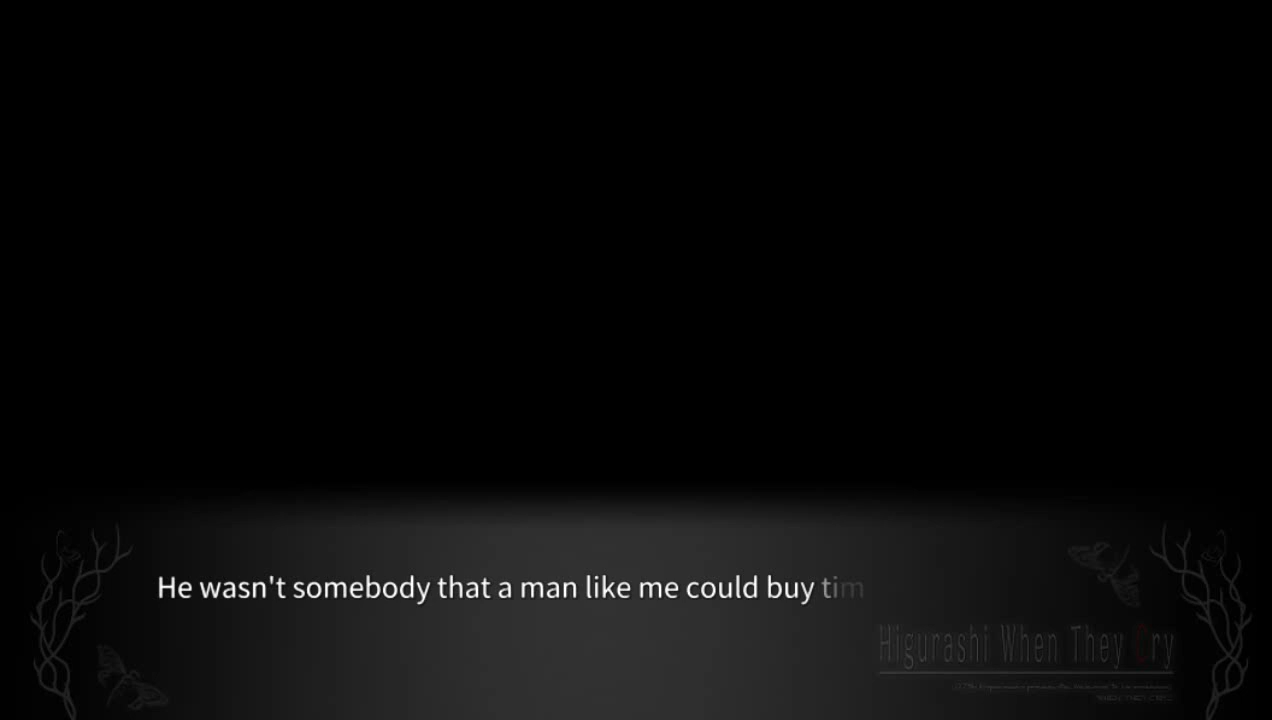 He wasn't somebody that a man like me could buy tim
Higurashi When They Cry